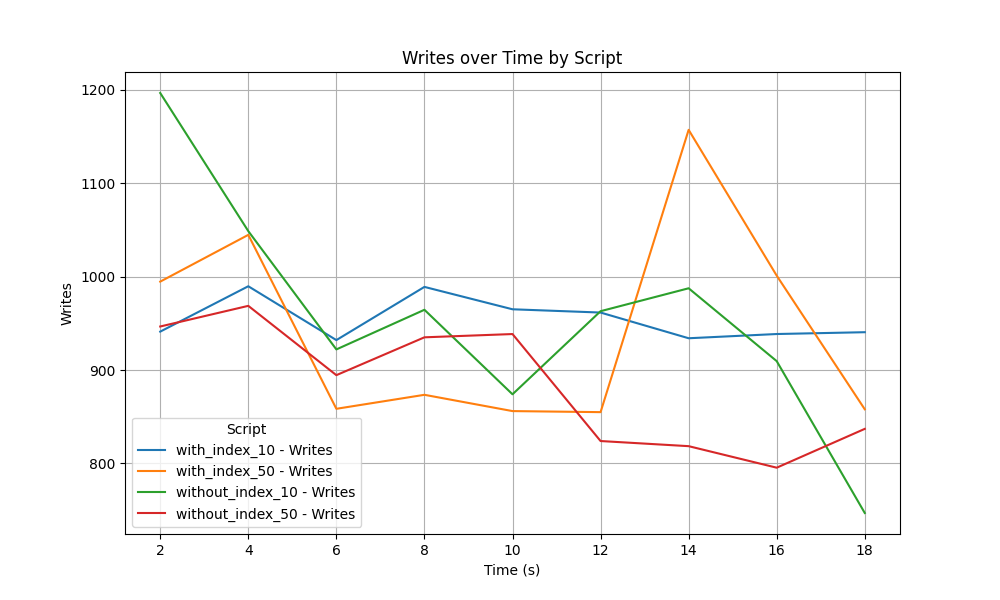 Writes over Time by Script
Writes
1200
1100
1000
900
800
Script
with_index_10 - Writes
with_index_50 - Writes
without_index_10 - Writes
without_index_50 - Writes
2 4 6 8 10 12 14 16 18
Time (s)